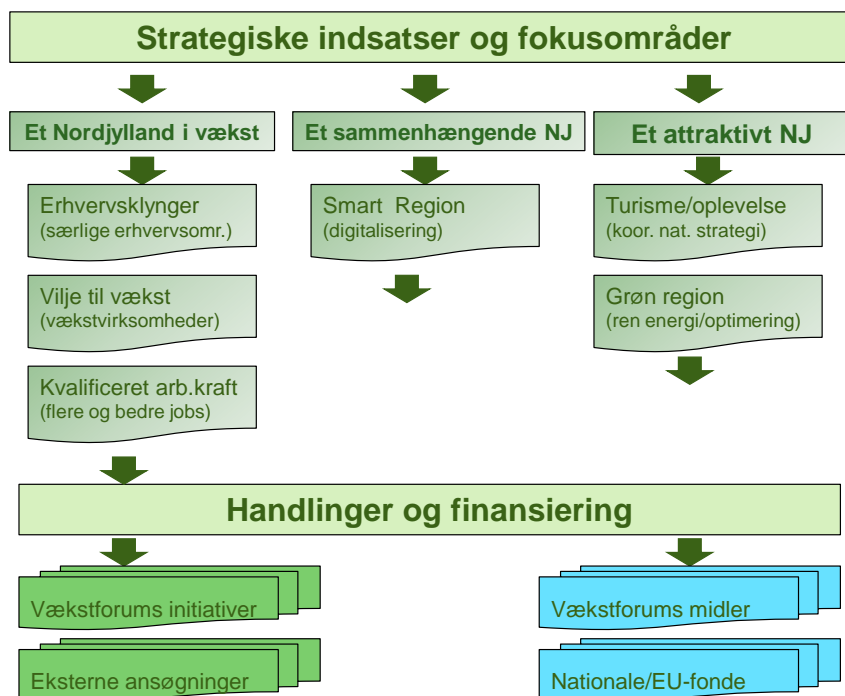 Strategiske indsatser og fokusområder
Et Nordjylland i vækst
Et sammenhængende NJ
Et attraktivt NJ
Erhvervsklynger
(særlige erhvervsomr.)
Smart Region
(digitalisering)
Turisme/oplevelse
(koor. nat. strategi)
Vilje til vækst
(vækstvirksomheder)
Grøn region
(ren energi/optimering)
Kvalificeret arb.kraft
(flere og bedre jobs)
Handlinger og finansiering
Vækstforums initiativer
Vækstforums midler
Eksterne ansøgninger
Nationale/EU-fonde